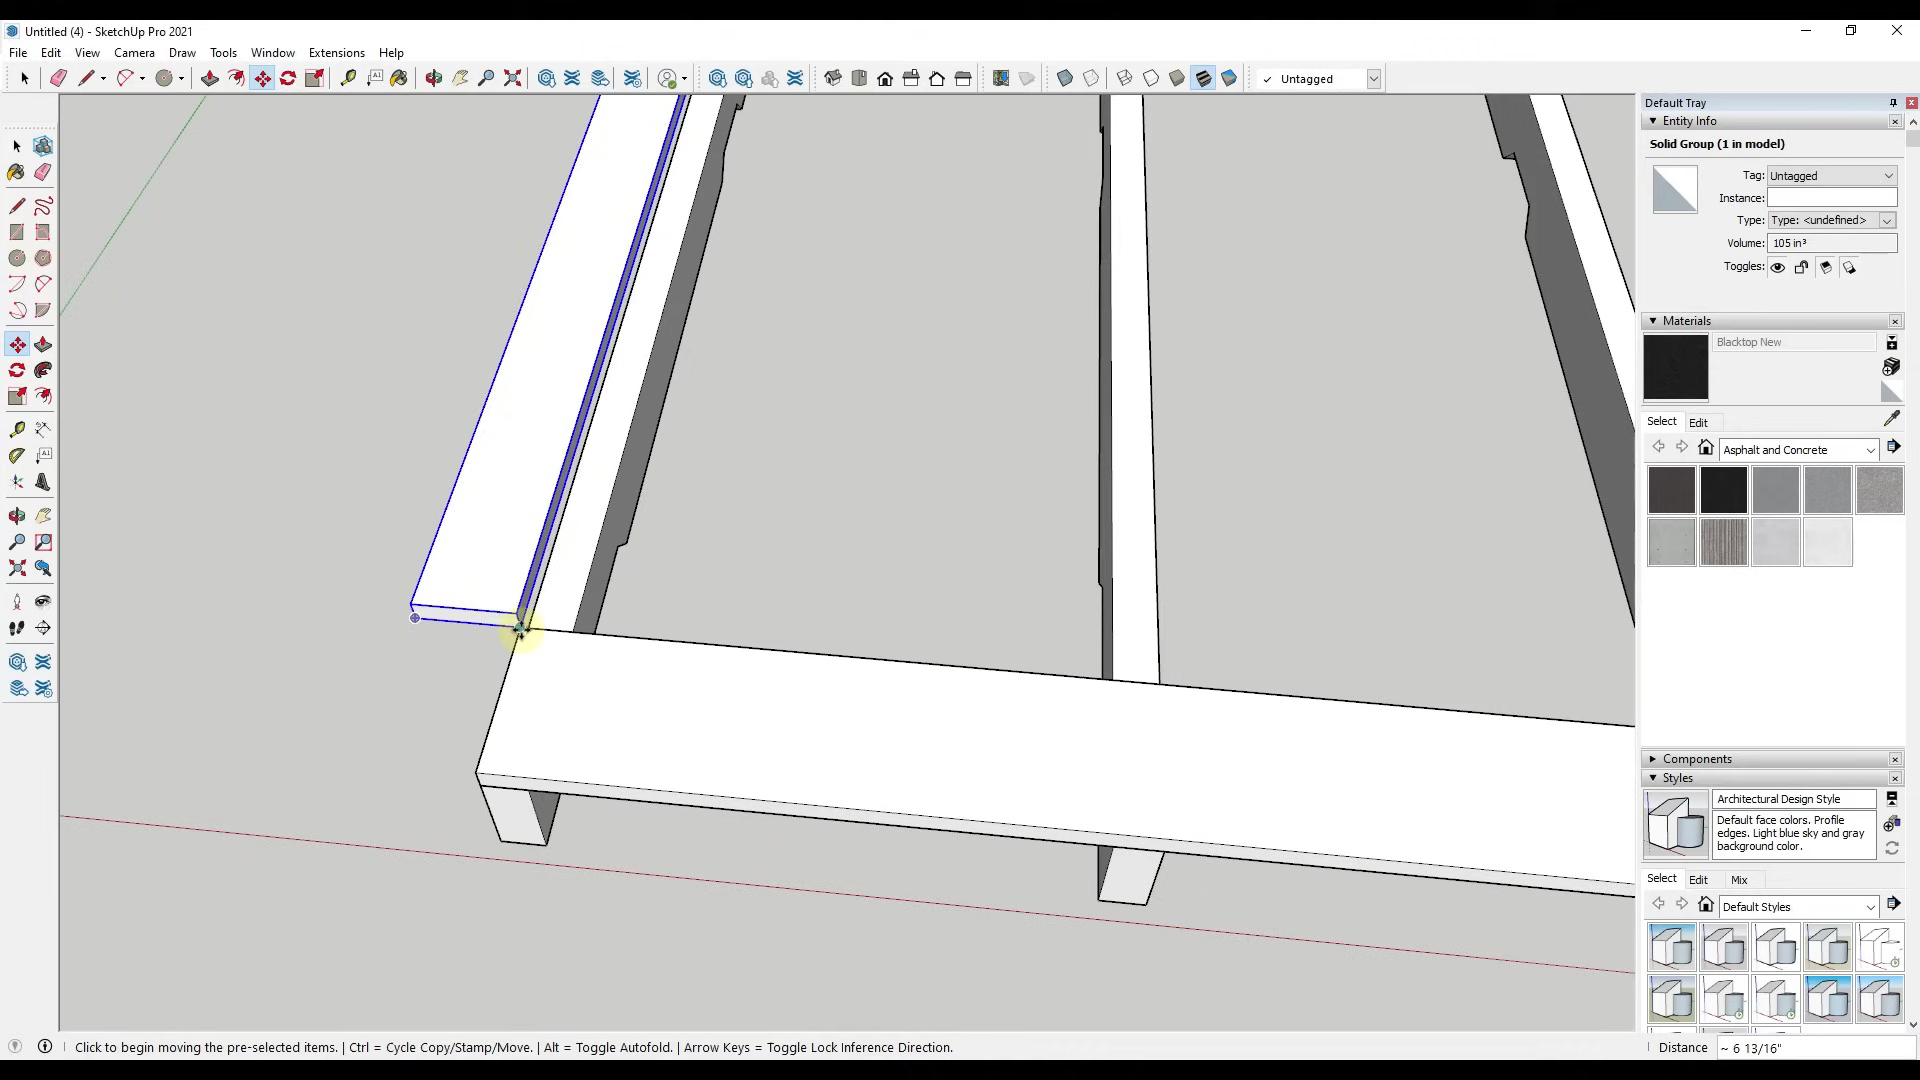 Untitled (4) - SketchUp Pro 2021
File Edit View Camera Draw Tools Window Extensions Help
A1
✓ Untagged
Default Tray
Entity Info
Solid Group (1 in model)
Tag: Untagged
Instance:
Type: Type: <undefined>
Volume: 105 in³
Toggles:
Materials
Blacktop New
Select Edit
Asphalt and Concrete
A1
Components
Styles
Architectural Design Style
Default face colors. Profile
edges. Light blue sky and gray
background color.
Select Edit Mix
Default Styles
Click to begin moving the pre-selected items. | Ctrl = Cycle Copy/Stamp/Move. | Alt = Toggle Autofold. | Arrow Keys = Toggle Lock Inference Direction.
Distance ~ 6 13/16"